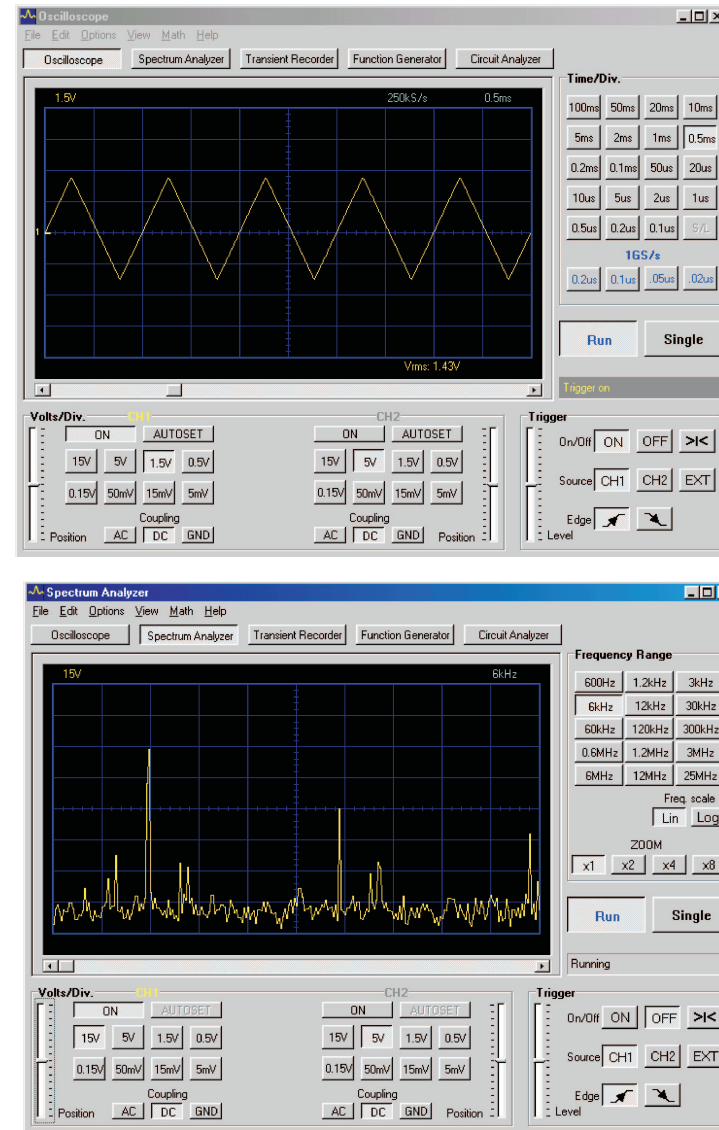 Oscilloscope
File Edit Options View Math Help
Oscilloscope Spectrum Analyzer Transient Recorder Function Generator Circuit Analyzer
1.5V 250kS/s 0.5ms
1
Vrms: 1.43V
Time/Div.
100ms 50ms 20ms 10ms
5ms 2ms 1ms 0.5ms
0.2ms 0.1ms 50us 20us
10us 5us 2us 1us
0.5us 0.2us 0.1us S/L
1GS/s
0.2us 0.1us .05us .02us
Run Single
Trigger on
Volts/Div. CH1 CH2
ON AUTOSET ON AUTOSET
15V 5V 1.5V 0.5V 15V 5V 1.5V 0.5V
0.15V 50mV 15mV 5mV 0.15V 50mV 15mV 5mV
Coupling Coupling
Position AC DC GND AC DC GND Position
Trigger
On/Off ON OFF >I<
Source CH1 CH2 EXT
Edge
Level
Spectrum Analyzer
File Edit Options View Math Help
Oscilloscope Spectrum Analyzer Transient Recorder Function Generator Circuit Analyzer
15V 6kHz
Frequency Range
600Hz 1.2kHz 3kHz
6kHz 12kHz 30kHz
60kHz 120kHz 300kHz
0.6MHz 1.2MHz 3MHz
6MHz 12MHz 25MHz
Freq. scale
Lin Log
ZOOM
x1 x2 x4 x8
Run Single
Running
Volts/Div. CH1 CH2
ON AUTOSET ON AUTOSET
15V 5V 1.5V 0.5V 15V 5V 1.5V 0.5V
0.15V 50mV 15mV 5mV 0.15V 50mV 15mV 5mV
Coupling Coupling
Position AC DC GND AC DC GND Position
Trigger
On/Off ON OFF >I<
Source CH1 CH2 EXT
Edge
Level